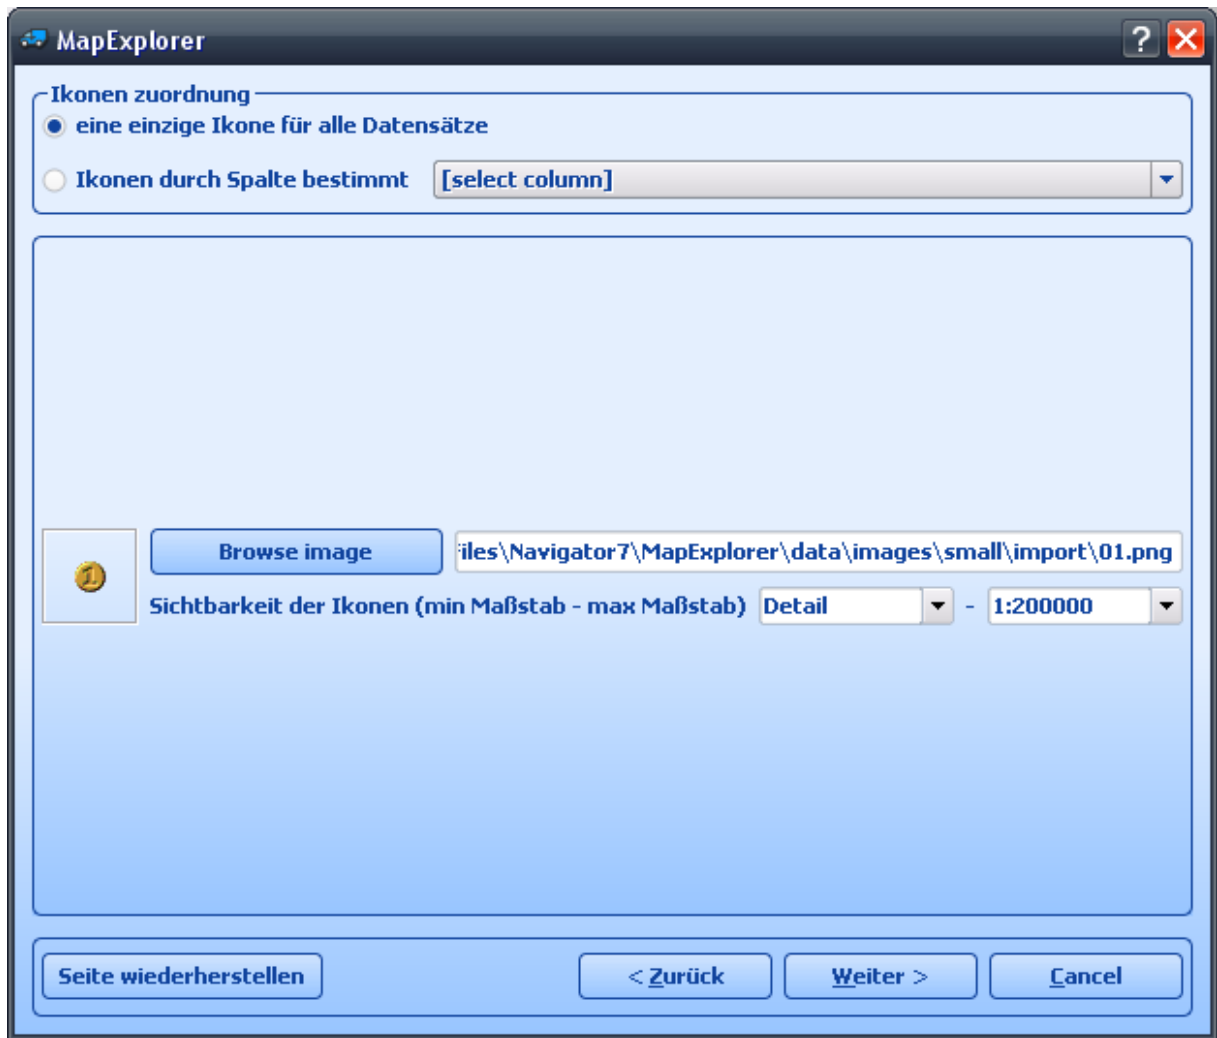 MapExplorer
Ikonen zuordnung
eine einzige Ikone für alle Datensätze
Ikonen durch Spalte bestimmt [select column]
Browse image iles\Navigator7\MapExplorer\data\images\small\import\01.png
Sichtbarkeit der Ikonen (min Maßstab - max Maßstab) Detail - 1:200000
Seite wiederherstellen < Zurück Weiter > Cancel